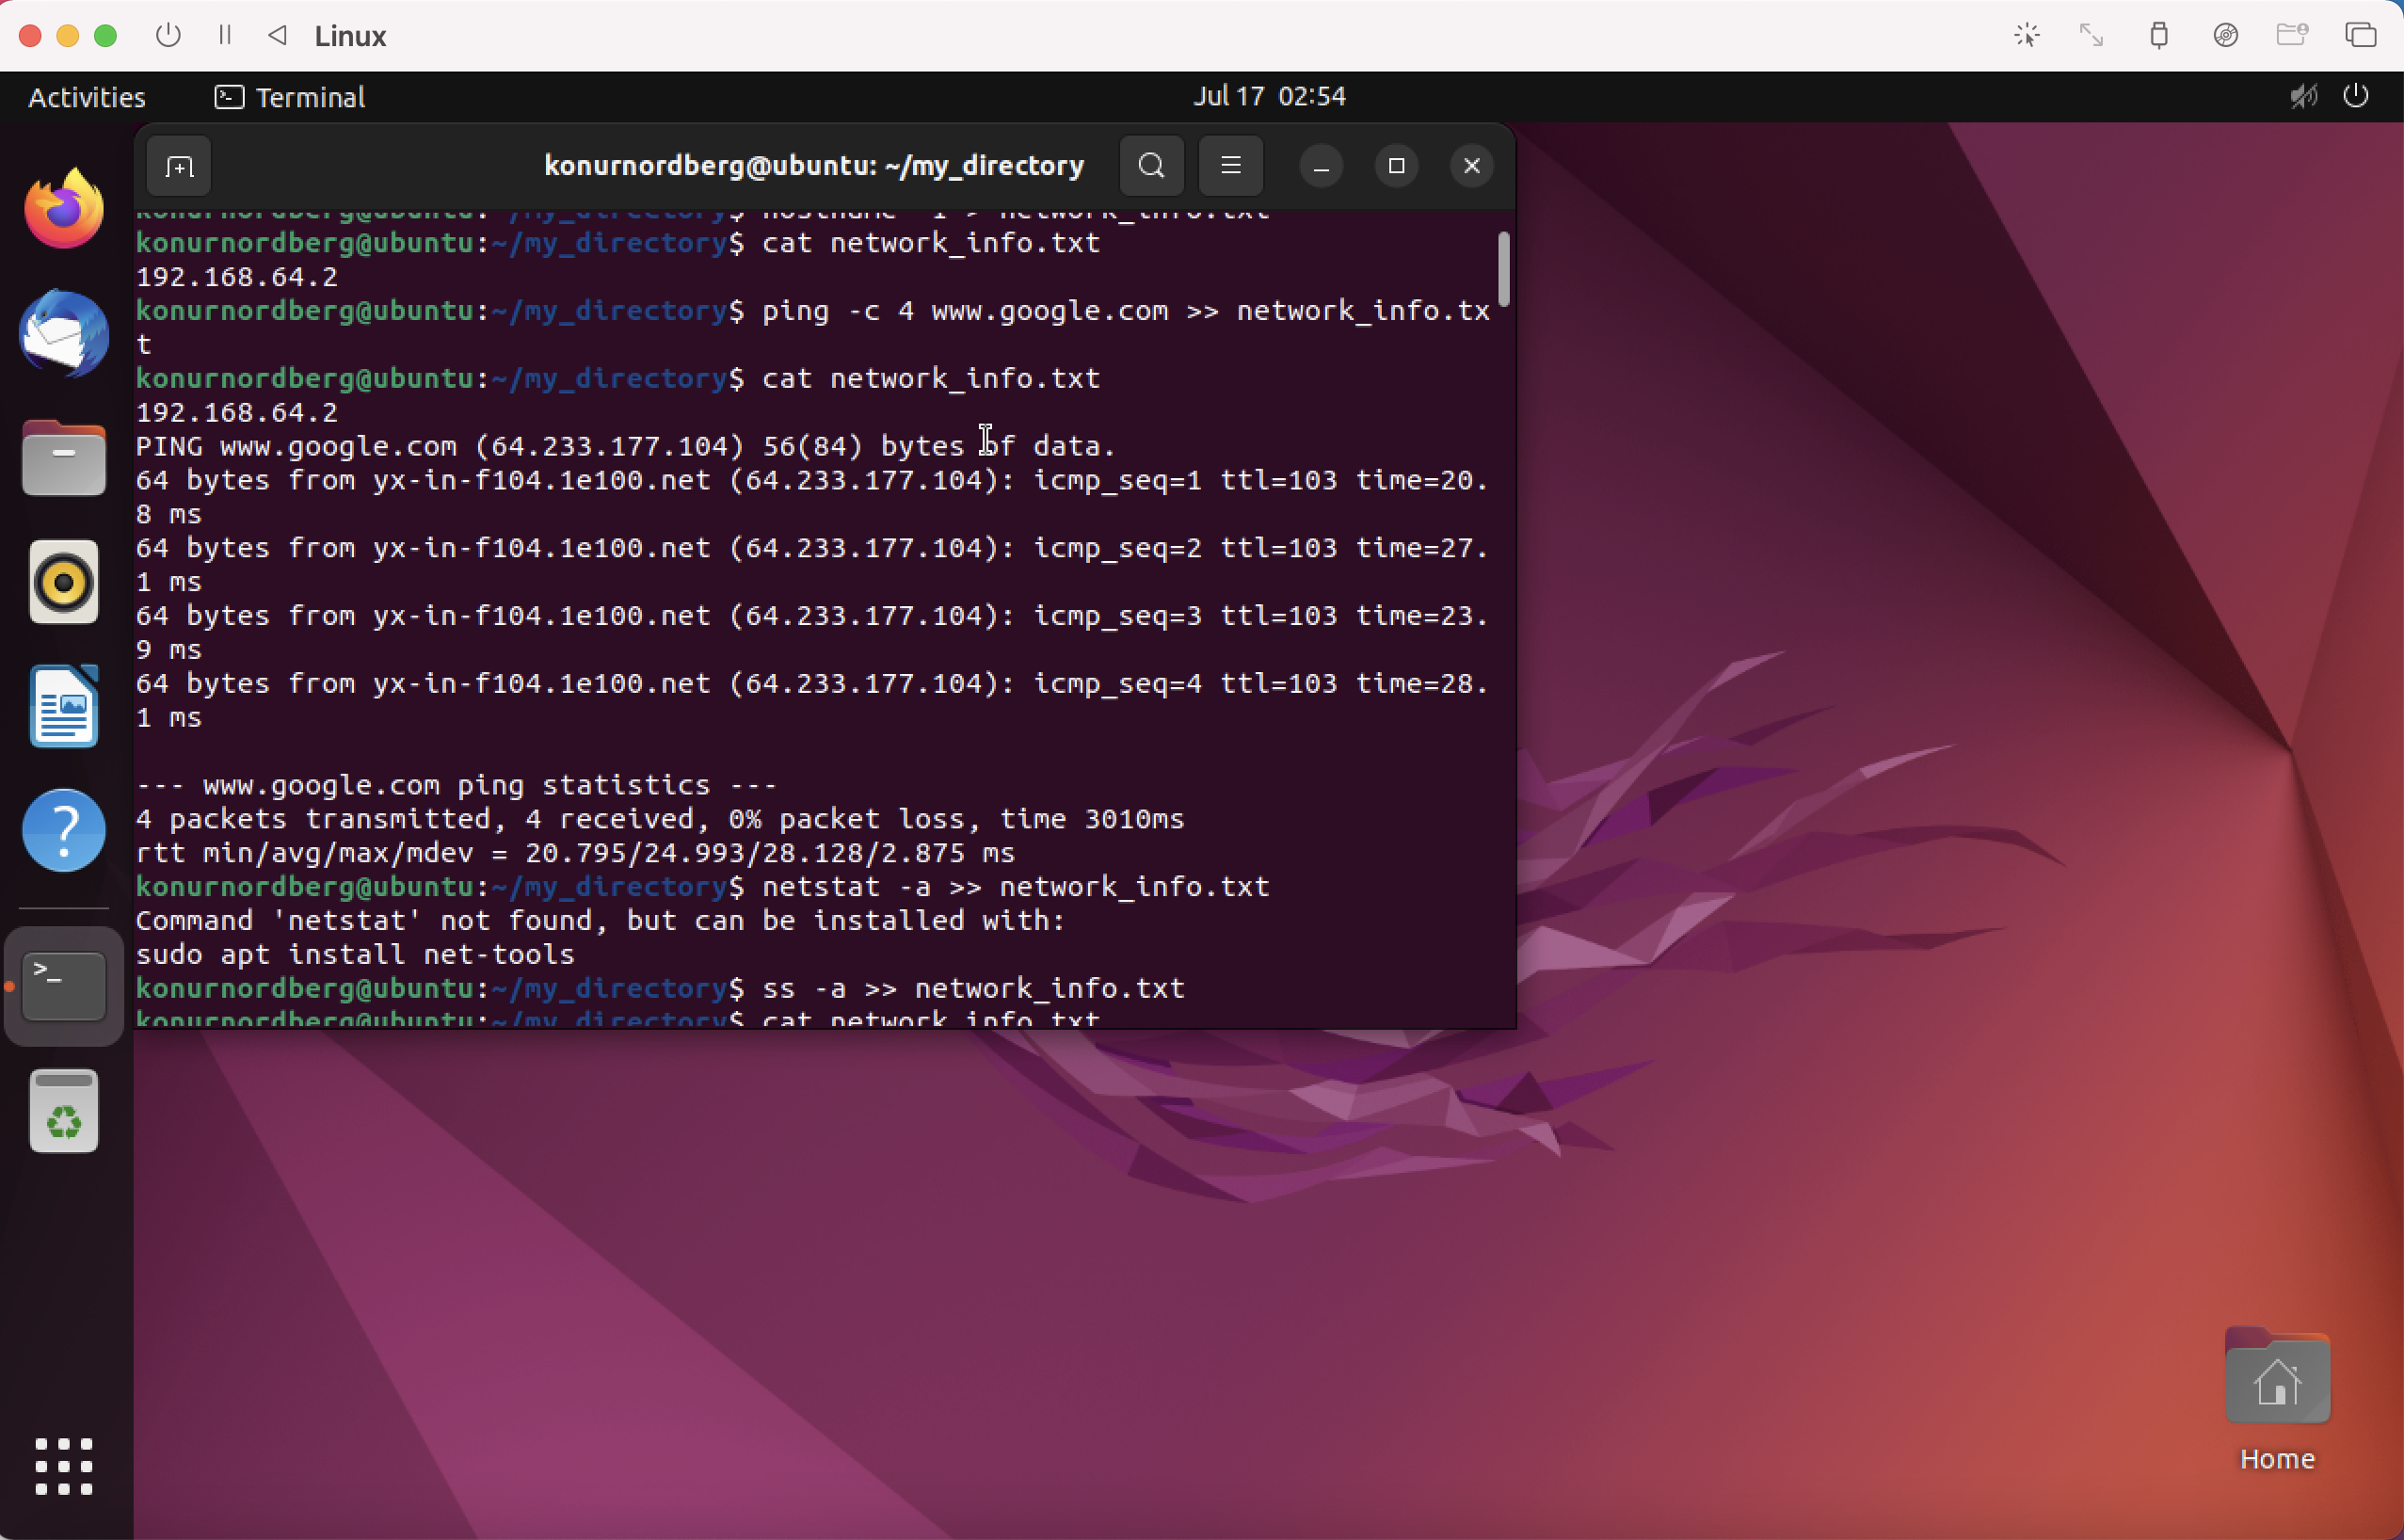 Linux
Activities
Terminal
Jul 17 02:54
konurnordberg@ubuntu: ~/my_directory
konurnordberg@ubuntu:~/my_directory$ hostname -I > network_info.txt
konurnordberg@ubuntu:~/my_directory$ cat network_info.txt
192.168.64.2
konurnordberg@ubuntu:~/my_directory$ ping -c 4 www.google.com >> network_info.tx
t
konurnordberg@ubuntu:~/my_directory$ cat network_info.txt
192.168.64.2
PING www.google.com (64.233.177.104) 56(84) bytes of data.
64 bytes from yx-in-f104.1e100.net (64.233.177.104): icmp_seq=1 ttl=103 time=20.
8 ms
64 bytes from yx-in-f104.1e100.net (64.233.177.104): icmp_seq=2 ttl=103 time=27.
1 ms
64 bytes from yx-in-f104.1e100.net (64.233.177.104): icmp_seq=3 ttl=103 time=23.
9 ms
64 bytes from yx-in-f104.1e100.net (64.233.177.104): icmp_seq=4 ttl=103 time=28.
1 ms
--- www.google.com ping statistics ---
4 packets transmitted, 4 received, 0% packet loss, time 3010ms
rtt min/avg/max/mdev = 20.795/24.993/28.128/2.875 ms
konurnordberg@ubuntu:~/my_directory$ netstat -a >> network_info.txt
Command 'netstat' not found, but can be installed with:
sudo apt install net-tools
konurnordberg@ubuntu:~/my_directory$ ss -a >> network_info.txt
konurnordberg@ubuntu:~/my_directory$ cat network_info.txt
Home